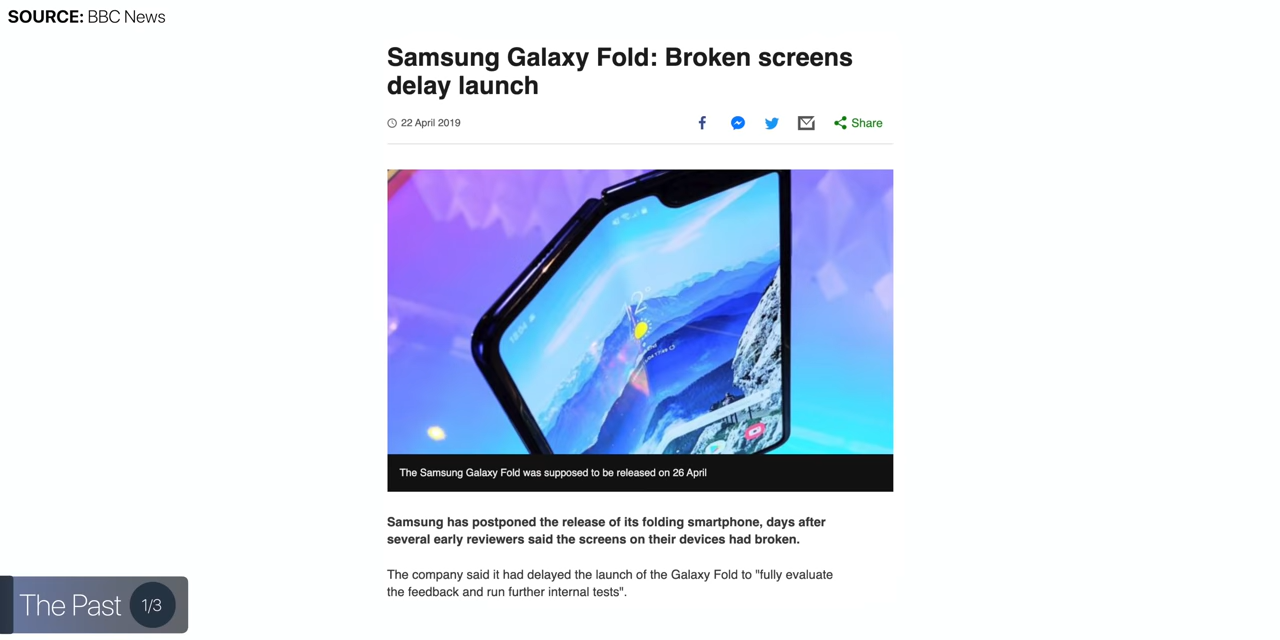 SOURCE: BBC News
Samsung Galaxy Fold: Broken screens
delay launch
22 April 2019
Share
12°
The Samsung Galaxy Fold was supposed to be released on 26 April
Samsung has postponed the release of its folding smartphone, days after
several early reviewers said the screens on their devices had broken.
The company said it had delayed the launch of the Galaxy Fold to "fully evaluate
the feedback and run further internal tests".
The Past 1/3